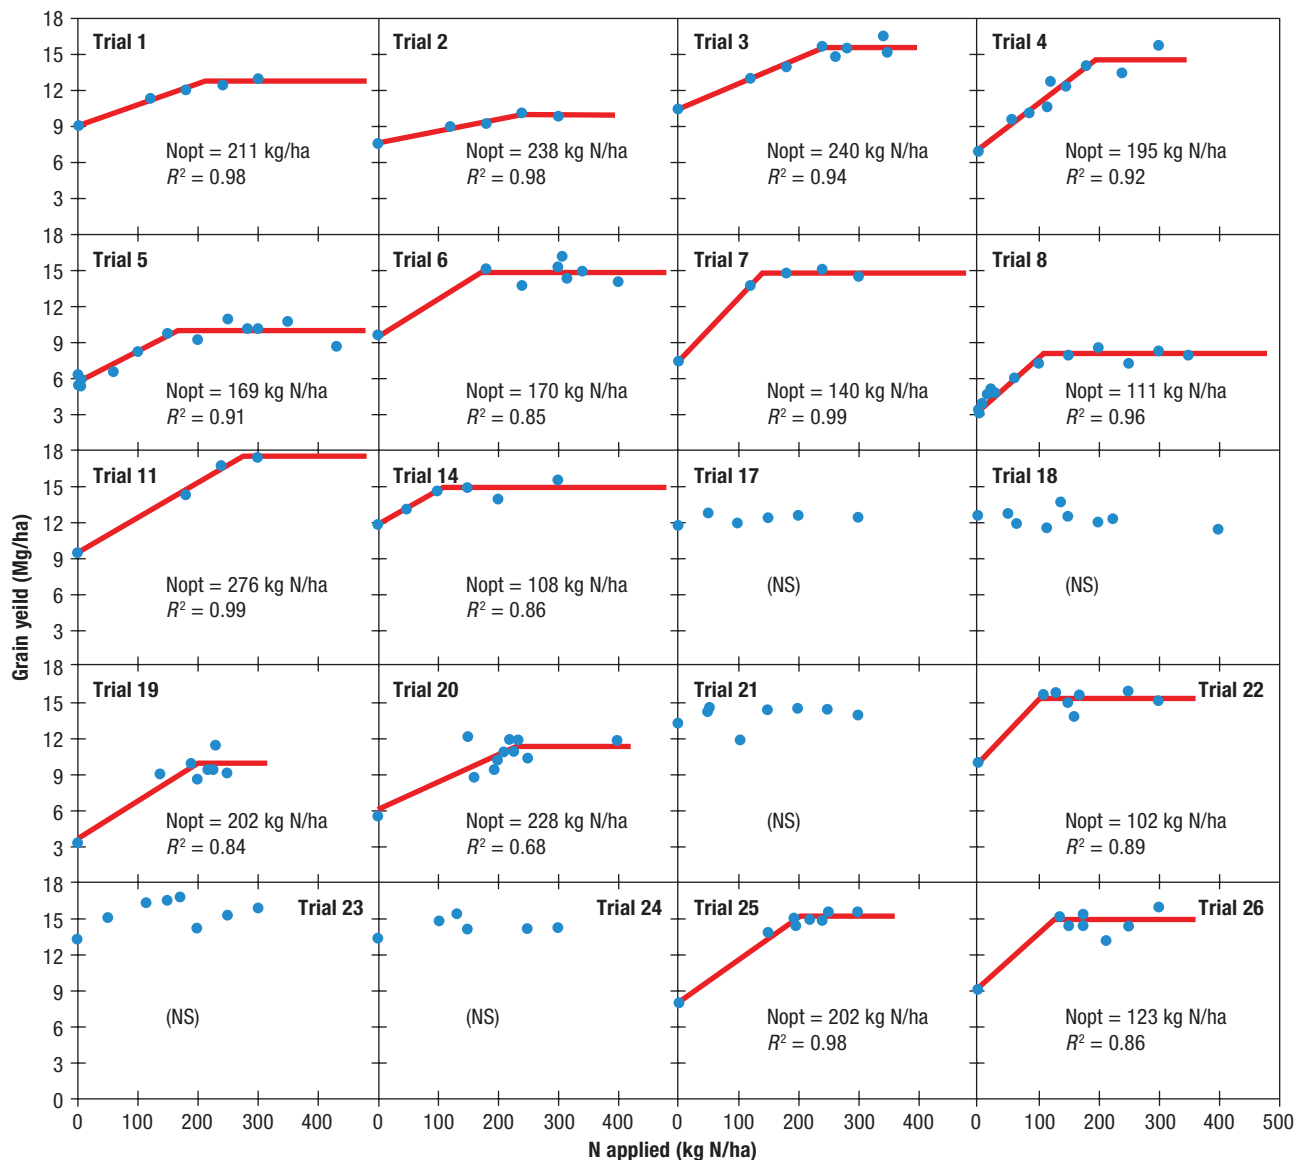 18
15
12
9
6
3
Trial 1
Nopt = 211 kg/ha
R² = 0.98
Trial 2
Nopt = 238 kg N/ha
R² = 0.98
Trial 3
Nopt = 240 kg N/ha
R² = 0.94
Trial 4
Nopt = 195 kg N/ha
R² = 0.92
18
15
12
9
6
3
Trial 5
Nopt = 169 kg N/ha
R² = 0.91
Trial 6
Nopt = 170 kg N/ha
R² = 0.85
Trial 7
Nopt = 140 kg N/ha
R² = 0.99
Trial 8
Nopt = 111 kg N/ha
R² = 0.96
Grain yeild (Mg/ha)
18
15
12
9
6
3
Trial 11
Nopt = 276 kg N/ha
R² = 0.99
Trial 14
Nopt = 108 kg N/ha
R² = 0.86
Trial 17
(NS)
Trial 18
(NS)
18
15
12
9
6
3
Trial 19
Nopt = 202 kg N/ha
R² = 0.84
Trial 20
Nopt = 228 kg N/ha
R² = 0.68
Trial 21
(NS)
Trial 22
Nopt = 102 kg N/ha
R² = 0.89
18
15
12
9
6
3
0
Trial 23
(NS)
Trial 24
(NS)
Trial 25
Nopt = 202 kg N/ha
R² = 0.98
Trial 26
Nopt = 123 kg N/ha
R² = 0.86
0 100 200 300 400 0 100 200 300 400 0 100 200 300 400 0 100 200 300 400 500
N applied (kg N/ha)